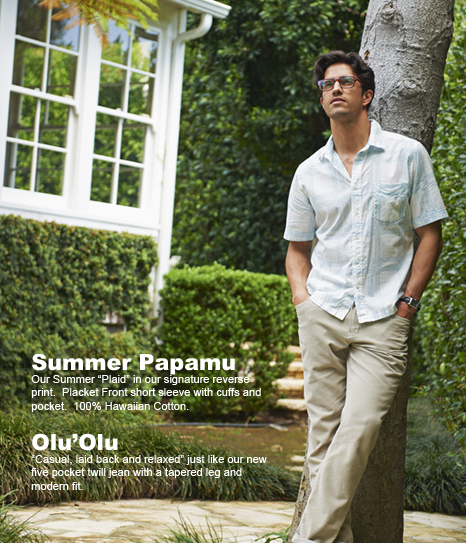 Summer Papamu
Our Summer “Plaid” in our signature reverse
print.  Placket Front short sleeve with cuffs and
pocket.  100% Hawaiian Cotton.
Olu’Olu
“Casual, laid back and relaxed” just like our new
five pocket twill jean with a tapered leg and
modern fit.